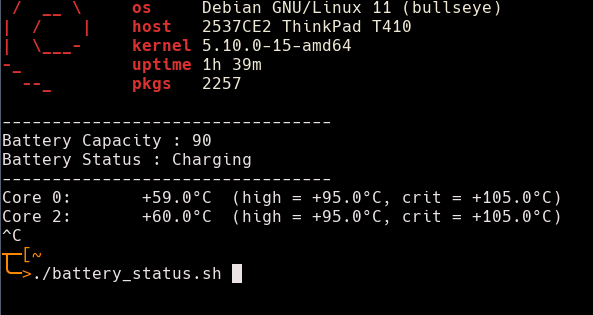 /  __ \     os     Debian GNU/Linux 11 (bullseye)
|  /    |    host   2537CE2 ThinkPad T410
|  \___-     kernel 5.10.0-15-amd64
-_           uptime 1h 39m
  --_        pkgs   2257
---------------------------------
Battery Capacity : 90
Battery Status : Charging
---------------------------------
Core 0:       +59.0°C  (high = +95.0°C, crit = +105.0°C)
Core 2:       +60.0°C  (high = +95.0°C, crit = +105.0°C)
^C
┬─[~
╰─>./battery_status.sh